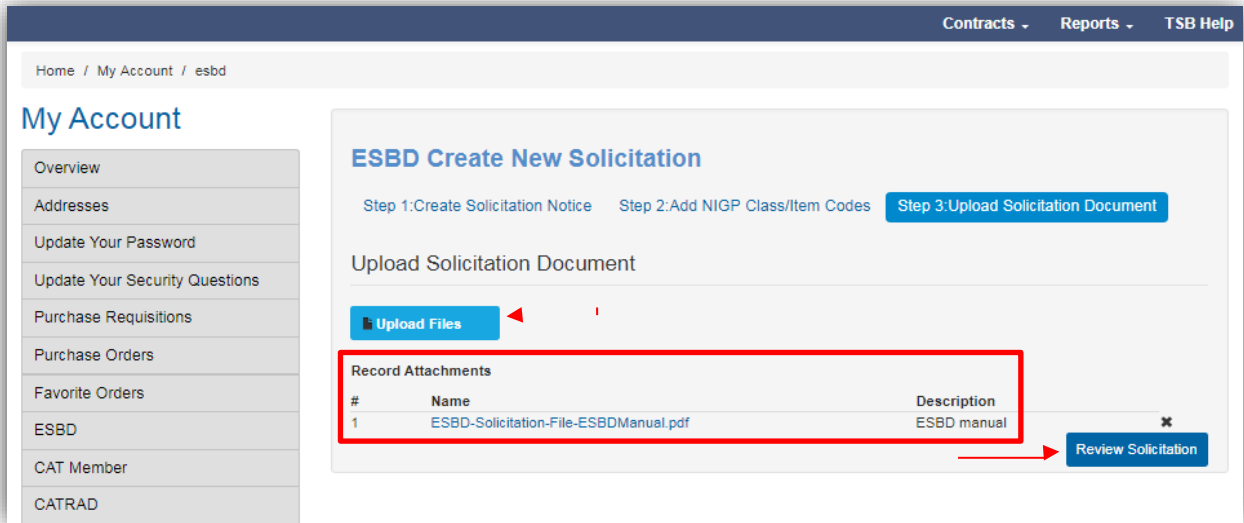 Contracts Reports TSB Help
Home / My Account / esbd
My Account
Overview
Addresses
Update Your Password
Update Your Security Questions
Purchase Requisitions
Purchase Orders
Favorite Orders
ESBD
CAT Member
CATRAD
ESBD Create New Solicitation
Step 1:Create Solicitation Notice Step 2:Add NIGP Class/Item Codes Step 3:Upload Solicitation Document
Upload Solicitation Document
Upload Files
Record Attachments
# Name Description
1 ESBD-Solicitation-File-ESBDManual.pdf ESBD manual
Review Solicitation